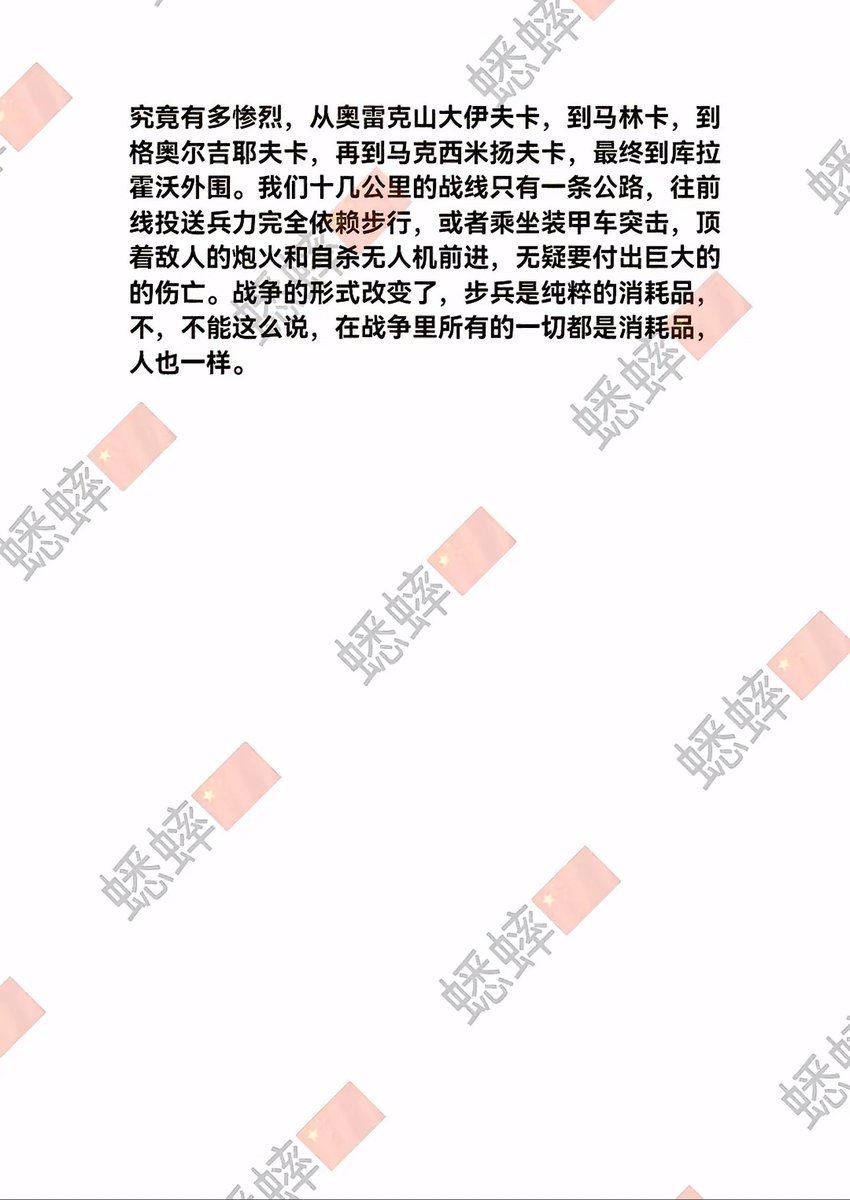 究竟有多惨烈，从奥雷克山大伊夫卡，到马林卡，到
格奥尔吉耶夫卡，再到马克西米扬夫卡，最终到库拉
霍沃外围。我们十几公里的战线只有一条公路，往前
线投送兵力完全依赖步行，或者乘坐装甲车突击，顶
着敌人的炮火和自杀无人机前进，无疑要付出巨大的
的伤亡。战争的形式改变了，步兵是纯粹的消耗品，
不，不能这么说，在战争里所有的一切都是消耗品，
人也一样。
蟋蟀
蟋蟀
蟋蟀
蟋蟀
蟋蟀
蟋蟀
蟋蟀
蟋蟀
蟋蟀
蟋蟀
蟋蟀
蟋蟀